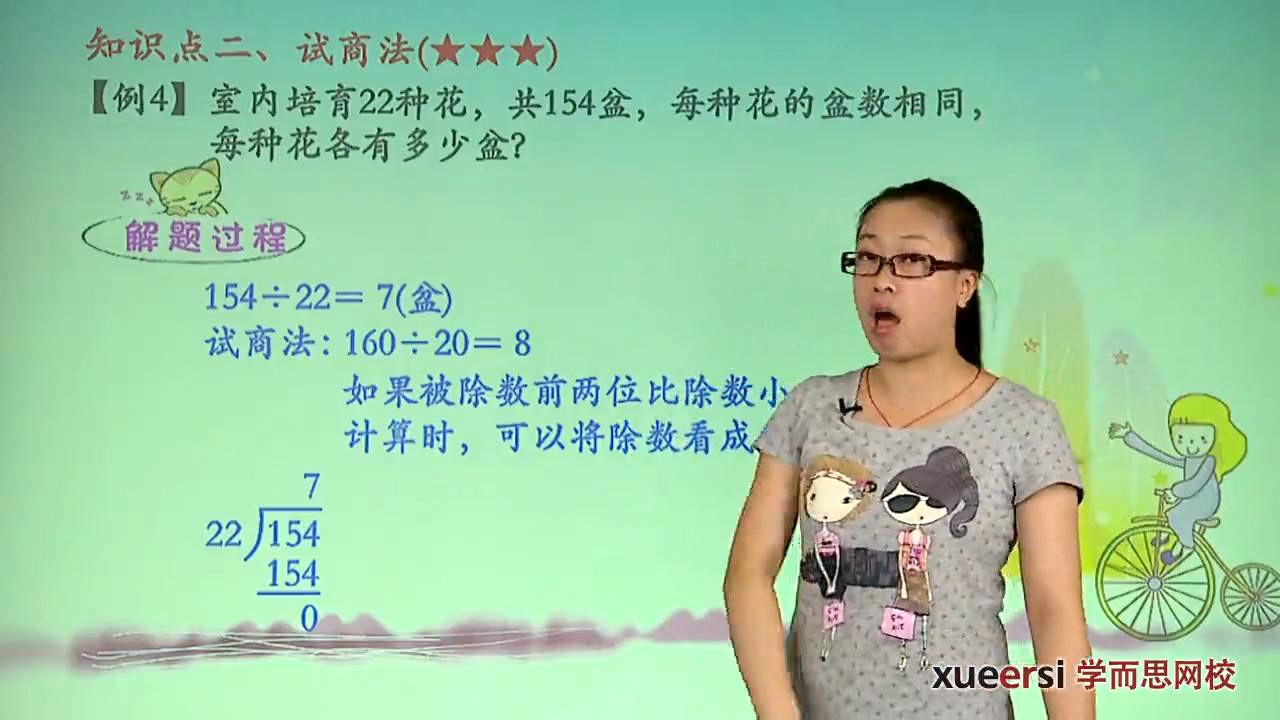 知识点二、试商法(★★★)
【例4】室内培育22种花，共154盆，每种花的盆数相同，
每种花各有多少盆?
zzz
解题过程
154÷22＝7(盆)
试商法：160÷20＝8
如果被除数前两位比除数小
计算时，可以将除数看成
7
22
154
154
0
xueersi 学而思网校